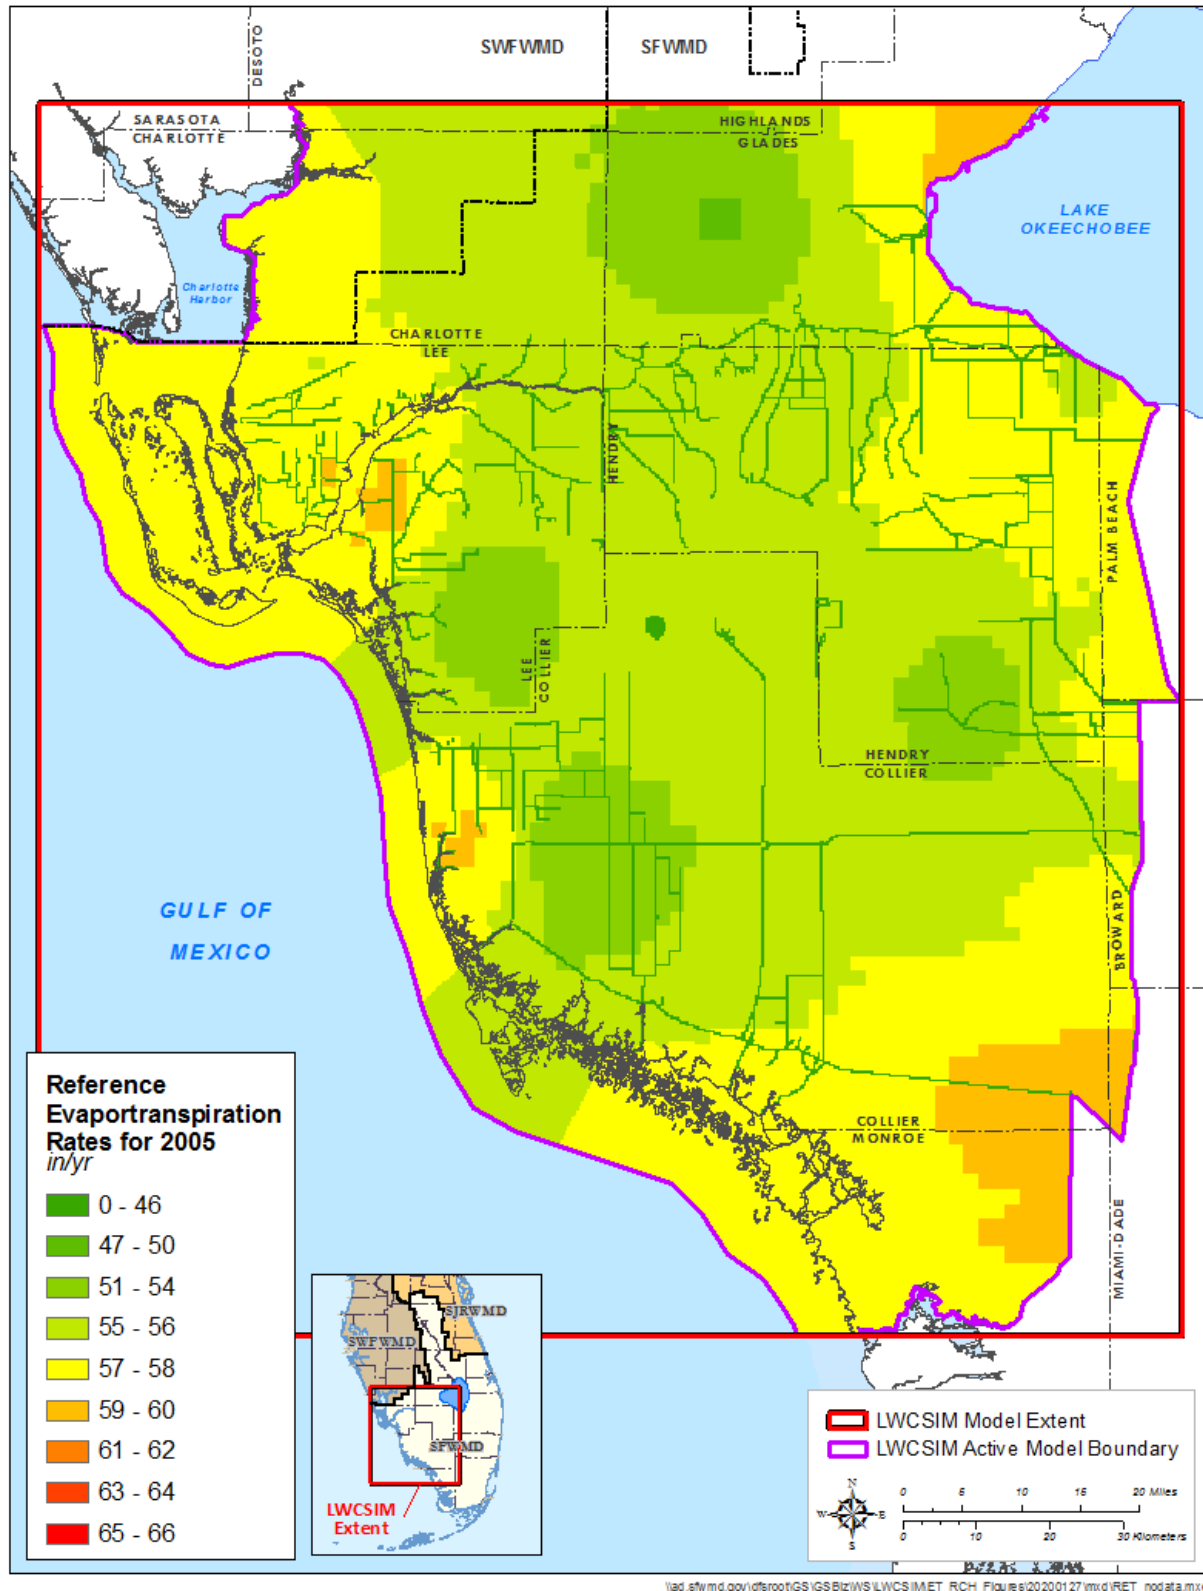 DESOTO
SWFWMD
SFWMD
SARASOTA
CHARLOTTE
HIGHLANDS
GLADES
LAKE
OKEECHOBEE
Charlotte
Harbor
CHARLOTTE
LEE
HENDRY
PALM BEACH
LEE
COLLIER
HENDRY
COLLIER
GULF OF
MEXICO
BROWARD
COLLIER
MONROE
MIAMI-DADE
Reference
Evaportranspiration
Rates for 2005
in/yr
0 - 46
47 - 50
51 - 54
55 - 56
57 - 58
59 - 60
61 - 62
63 - 64
65 - 66
SJRWMD
SWFWMD
SFWMD
LWCSIM
Extent
LWCSIM Model Extent
LWCSIM Active Model Boundary
N
W E
S
0 5 10 15 20 Miles
0 10 20 30 Kilometers